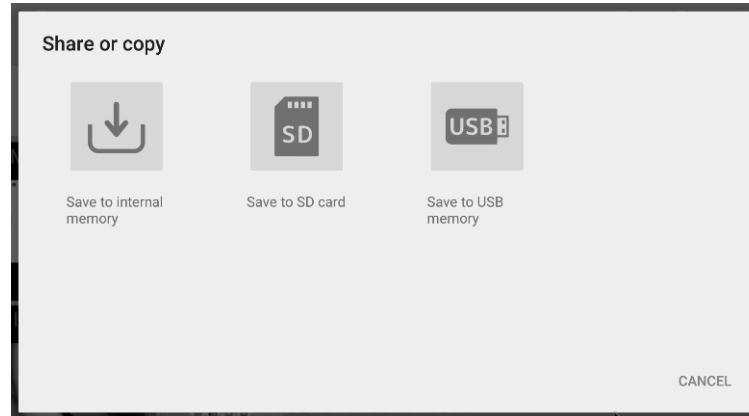 Share or copy
SD
USB
Save to internal
memory
Save to SD card
Save to USB
memory
CANCEL